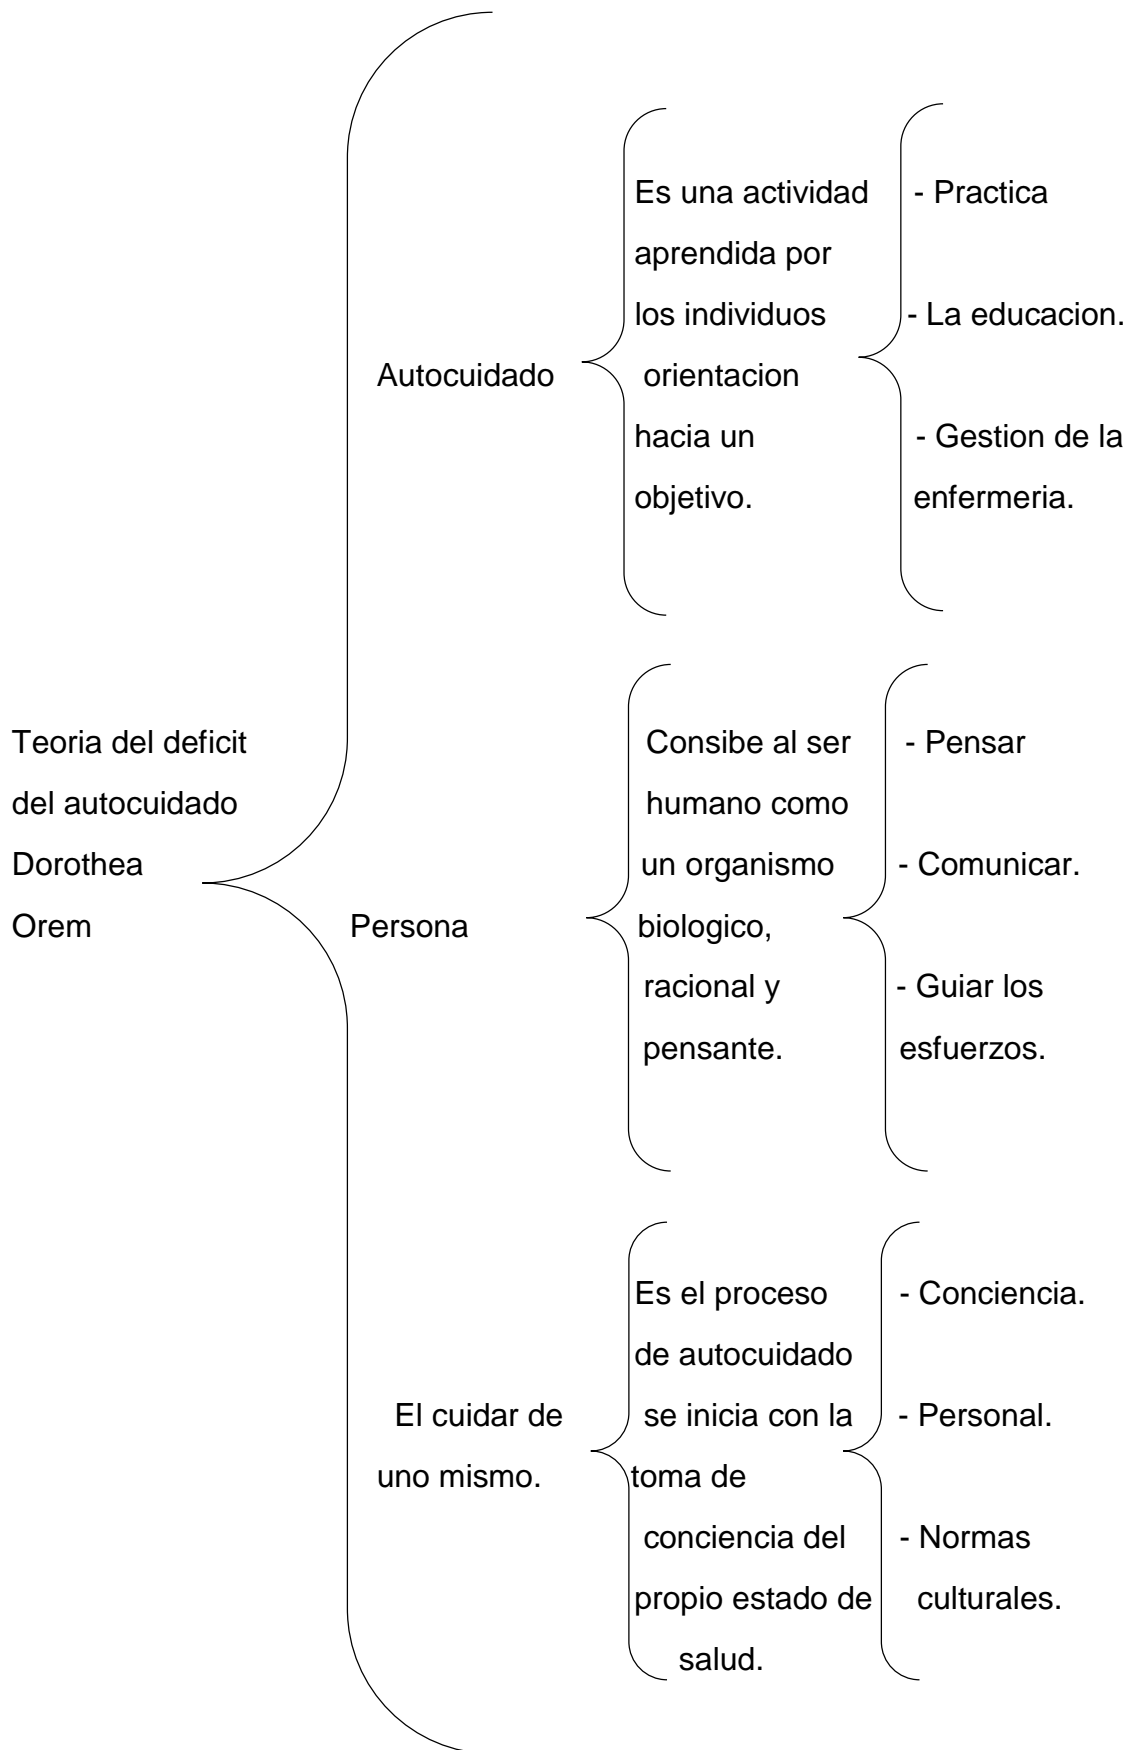 Teoria del deficit
del autocuidado
Dorothea
Orem
Autocuidado
Es una actividad
aprendida por
los individuos
orientacion
hacia un
objetivo.
- Practica
- La educacion.
- Gestion de la
enfermeria.
Persona
Consibe al ser
humano como
un organismo
biologico,
racional y
pensante.
- Pensar
- Comunicar.
- Guiar los
esfuerzos.
El cuidar de
uno mismo.
Es el proceso
de autocuidado
se inicia con la
toma de
conciencia del
propio estado de
salud.
- Conciencia.
- Personal.
- Normas
culturales.